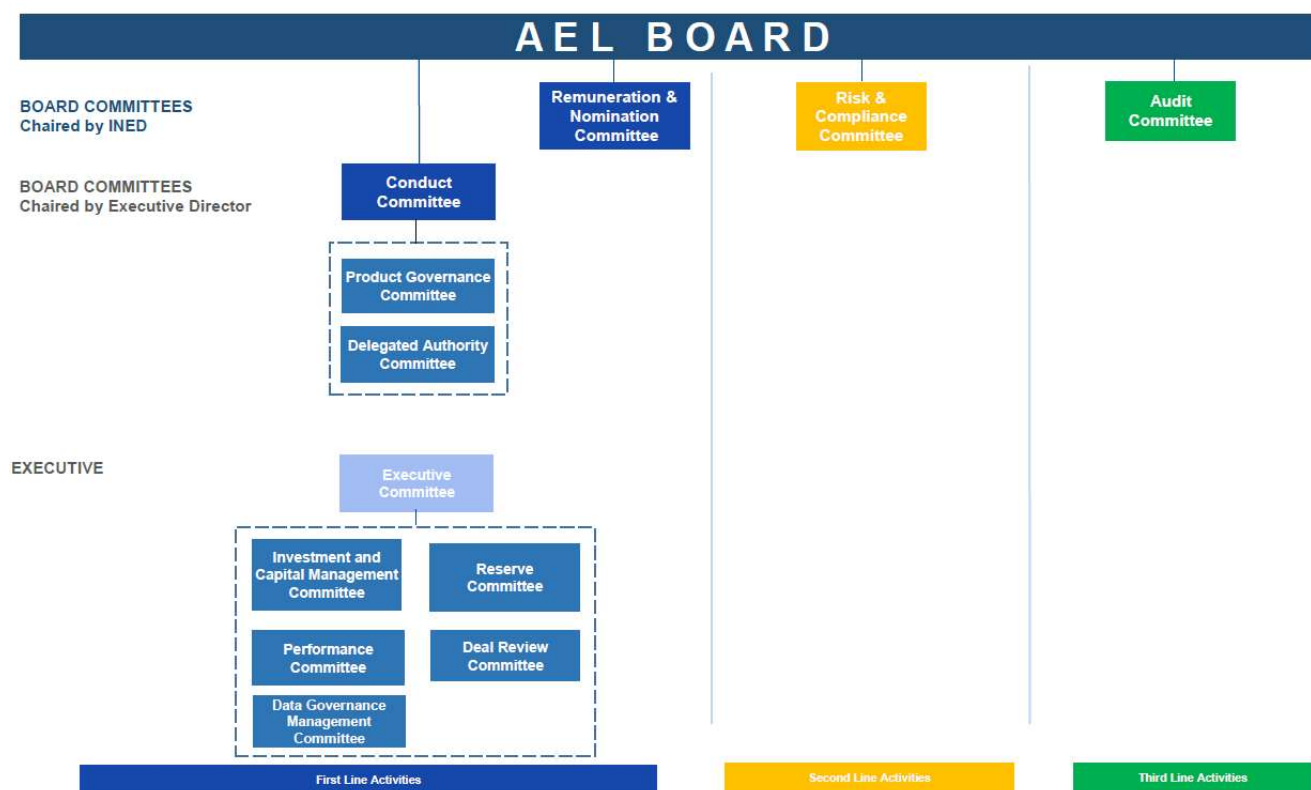 AEL BOARD
BOARD COMMITTEES
Chaired by INED
Remuneration &
Nomination
Committee
Risk &
Compliance
Committee
Audit
Committee
BOARD COMMITTEES
Chaired by Executive Director
Conduct
Committee
Product Governance
Committee
Delegated Authority
Committee
EXECUTIVE
Executive
Committee
Investment and
Capital Management
Committee
Reserve
Committee
Performance
Committee
Deal Review
Committee
Data Governance
Management
Committee
First Line Activities
Second Line Activities
Third Line Activities